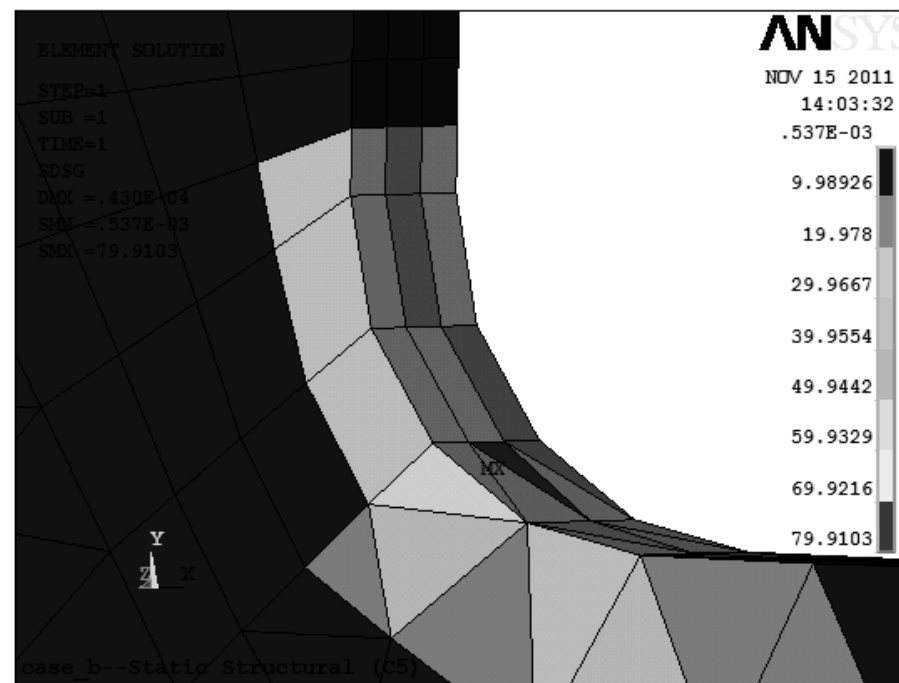 ELEMENT SOLUTION
STEP=1
SUB =1
TIME=1
SDSG
DMX =.430E-04
SMN =.537E-03
SMX =79.9103
ANSYS
NOV 15 2011
14:03:32
.537E-03
9.98926
19.978
29.9667
39.9554
49.9442
59.9329
69.9216
79.9103
MX
Y
Z X
case_b--Static Structural (C5)